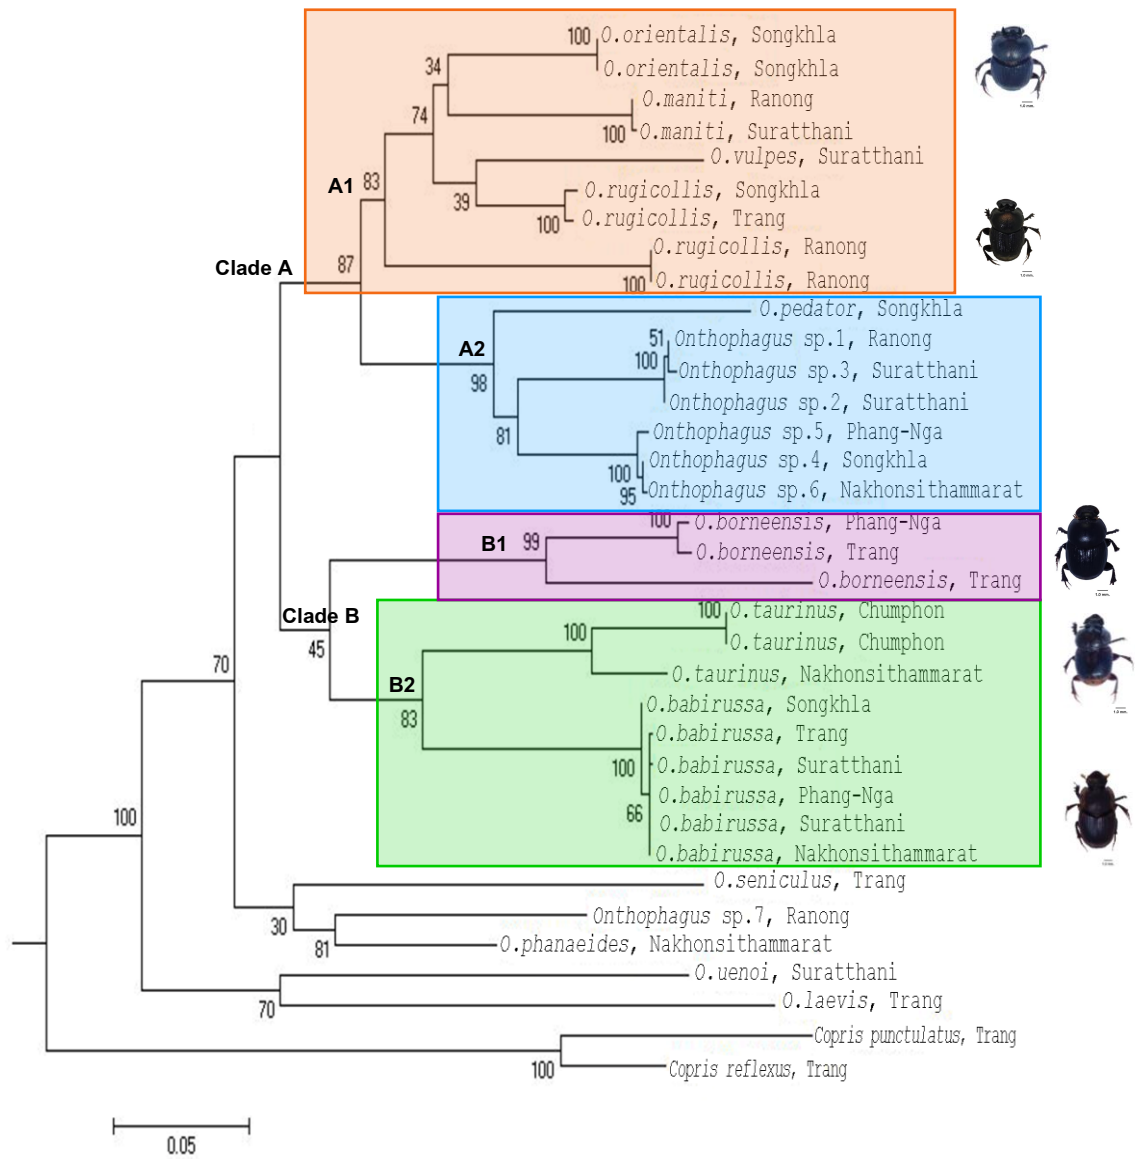 100 O.orientalis, Songkhla
34 O.orientalis, Songkhla
O.maniti, Ranong
74
100 O.maniti, Suratthani
O.vulpes, Suratthani
A1 83
39 O.rugicollis, Songkhla
100 O.rugicollis, Trang
O.rugicollis, Ranong
Clade A 87
100 O.rugicollis, Ranong
O.pedator, Songkhla
51 Onthophagus sp.1, Ranong
A2 100
Onthophagus sp.3, Suratthani
98
Onthophagus sp.2, Suratthani
81 Onthophagus sp.5, Phang-Nga
Onthophagus sp.4, Songkhla
100
95 Onthophagus sp.6, Nakhonsithammarat
100 O.borneensis, Phang-Nga
B1 99
O.borneensis, Trang
O.borneensis, Trang
Clade B
100 O.taurinus, Chumphon
100 O.taurinus, Chumphon
45
70
O.taurinus, Nakhonsithammarat
B2
O.babirussa, Songkhla
83
O.babirussa, Trang
100 O.babirussa, Suratthani
O.babirussa, Phang-Nga
66
O.babirussa, Suratthani
100
O.babirussa, Nakhonsithammarat
O.seniculus, Trang
30 Onthophagus sp.7, Ranong
81 O.phanaeides, Nakhonsithammarat
O.uenoi, Suratthani
70 O.laevis, Trang
Copris punctulatus, Trang
100 Copris reflexus, Trang
0.05